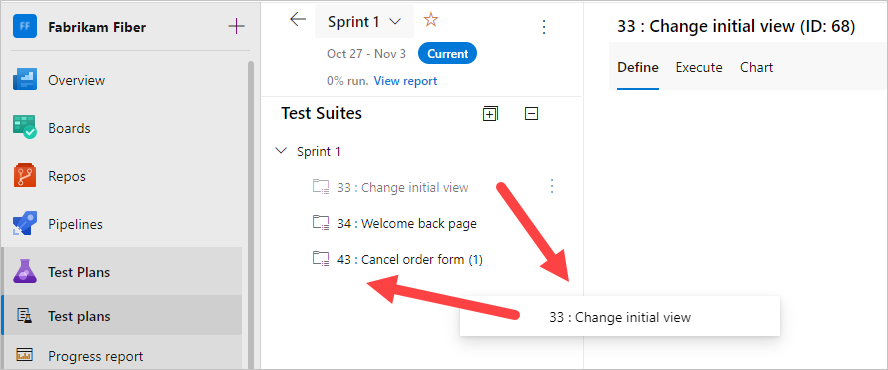 FF Fabrikam Fiber
Overview
Boards
Repos
Pipelines
Test Plans
Test plans
Progress report
Sprint 1
Oct 27 - Nov 3 Current
0% run. View report
Test Suites
Sprint 1
33 : Change initial view
34 : Welcome back page
43 : Cancel order form (1)
33 : Change initial view
33 : Change initial view (ID: 68)
Define Execute Chart